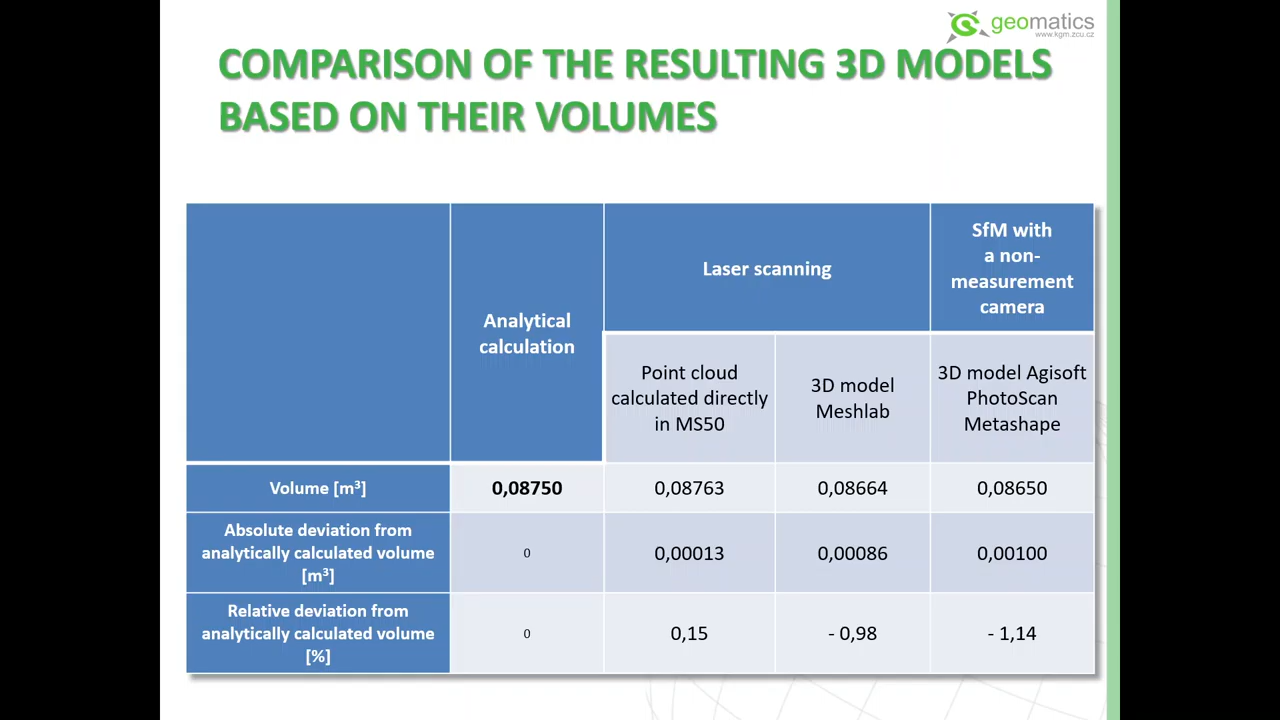 geomatics
www.kgm.zcu.cz
COMPARISON OF THE RESULTING 3D MODELS
BASED ON THEIR VOLUMES
Analytical
calculation
Laser scanning
SfM with
a non-
measurement
camera
Point cloud
calculated directly
in MS50
3D model
Meshlab
3D model Agisoft
PhotoScan
Metashape
Volume [m³]
0,08750
0,08763
0,08664
0,08650
Absolute deviation from
analytically calculated volume
[m³]
0
0,00013
0,00086
0,00100
Relative deviation from
analytically calculated volume
[%]
0
0,15
- 0,98
- 1,14